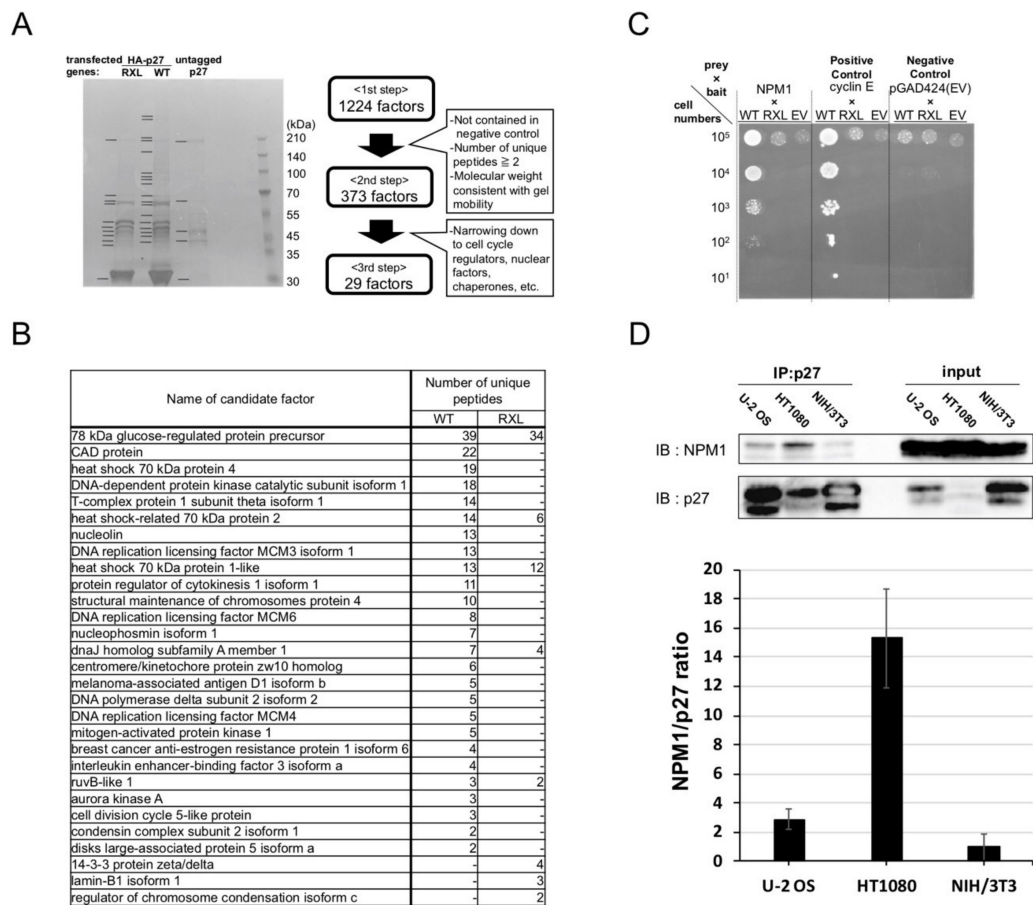 A
transfected genes:
HA-p27
untagged p27
RXL WT
(kDa)
210
140
100
70
55
45
35
30
<1st step>
1224 factors
-Not contained in negative control
-Number of unique peptides ≧ 2
-Molecular weight consistent with gel mobility
<2nd step>
373 factors
-Narrowing down to cell cycle regulators, nuclear factors, chaperones, etc.
<3rd step>
29 factors
B
Name of candidate factor Number of unique peptides
WT RXL
78 kDa glucose-regulated protein precursor 39 34
CAD protein 22 -
heat shock 70 kDa protein 4 19 -
DNA-dependent protein kinase catalytic subunit isoform 1 18 -
T-complex protein 1 subunit theta isoform 1 14 -
heat shock-related 70 kDa protein 2 14 6
nucleolin 13 -
DNA replication licensing factor MCM3 isoform 1 13 -
heat shock 70 kDa protein 1-like 13 12
protein regulator of cytokinesis 1 isoform 1 11 -
structural maintenance of chromosomes protein 4 10 -
DNA replication licensing factor MCM6 8 -
nucleophosmin isoform 1 7 -
dnaJ homolog subfamily A member 1 7 4
centromere/kinetochore protein zw10 homolog 6 -
melanoma-associated antigen D1 isoform b 5 -
DNA polymerase delta subunit 2 isoform 2 5 -
DNA replication licensing factor MCM4 5 -
mitogen-activated protein kinase 1 5 -
breast cancer anti-estrogen resistance protein 1 isoform 6 4 -
interleukin enhancer-binding factor 3 isoform a 4 -
ruvB-like 1 3 2
aurora kinase A 3 -
cell division cycle 5-like protein 3 -
condensin complex subunit 2 isoform 1 2 -
disks large-associated protein 5 isoform a 2 -
14-3-3 protein zeta/delta - 4
lamin-B1 isoform 1 - 3
regulator of chromosome condensation isoform c - 2
C
prey × bait
cell numbers
NPM1 ×
Positive Control cyclin E ×
Negative Control pGAD424(EV) ×
WT RXL EV WT RXL EV WT RXL EV
10⁵
10⁴
10³
10²
10¹
D
IP:p27 input
U-2 OS HT1080 NIH/3T3 U-2 OS HT1080 NIH/3T3
IB : NPM1
IB : p27
NPM1/p27 ratio
20
18
16
14
12
10
8
6
4
2
0
U-2 OS HT1080 NIH/3T3